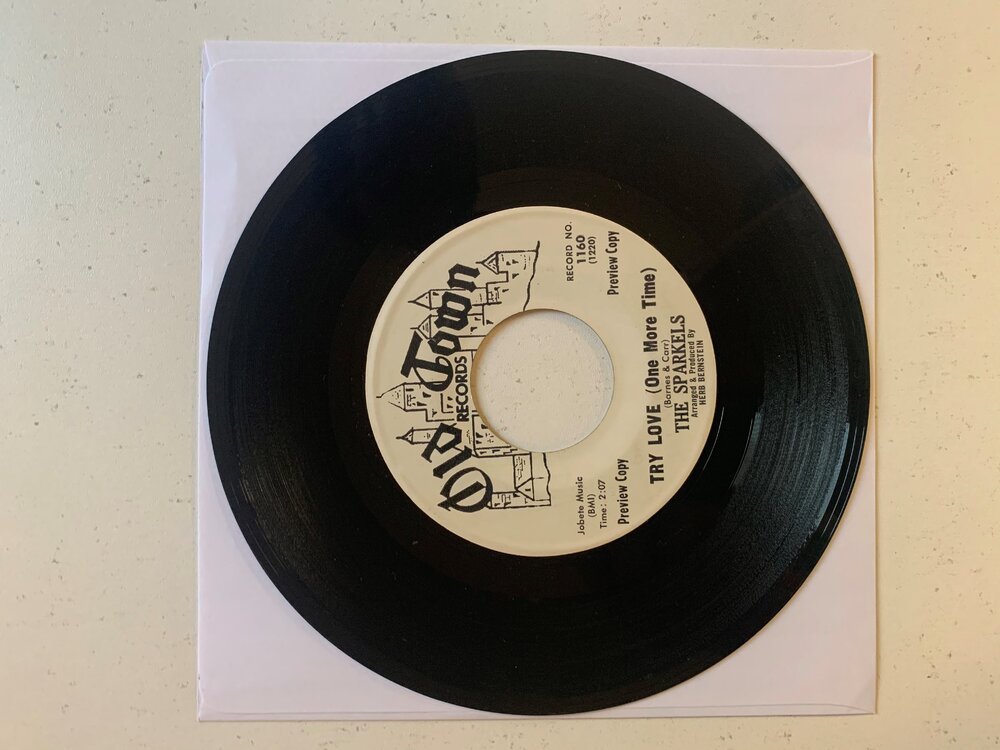 Old Town
RECORDS
RECORD NO.
1160
(1220)
Preview Copy
Jobete Music
(BMI)
Time: 2:07
Preview Copy
TRY LOVE (One More Time)
(Barnes & Carr)
THE SPARKELS
Arranged & Produced By
HERB BERNSTEIN